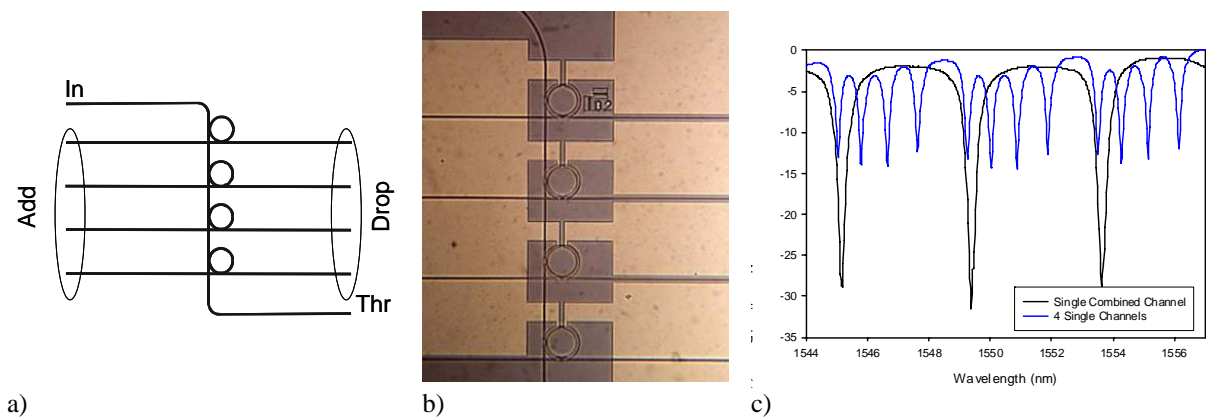 In
Add
Drop
Thr
a)
b)
0
-5
-10
-15
-20
-25
-30
-35
1544 1546 1548 1550 1552 1554 1556
Wavelength (nm)
Single Combined Channel
4 Single Channels
c)